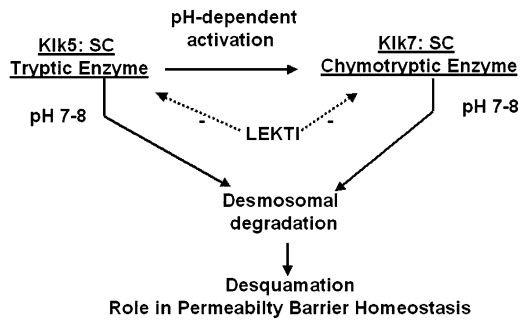 pH-dependent
activation
Klk5: SC
Tryptic Enzyme
Klk7: SC
Chymotryptic Enzyme
pH 7-8
- LEKTI -
pH 7-8
Desmosomal
degradation
Desquamation
Role in Permeabilty Barrier Homeostasis